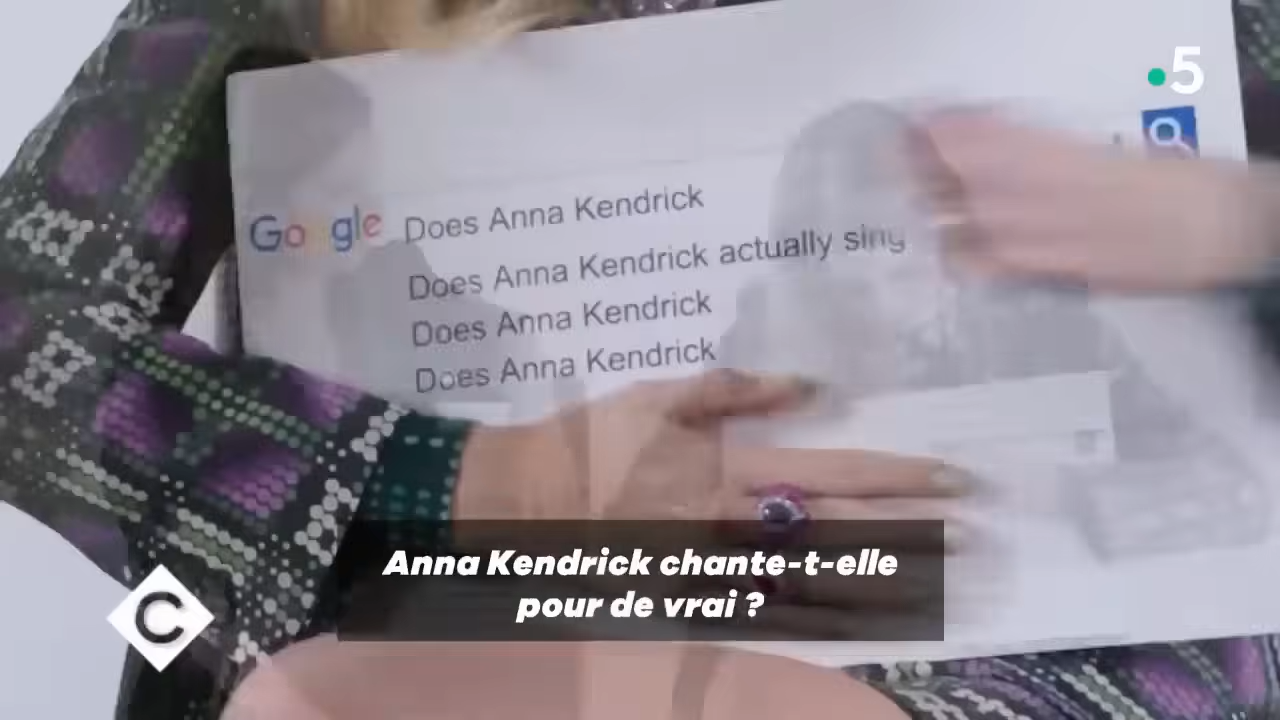 5
Google
Does Anna Kendrick
Does Anna Kendrick actually sing
Does Anna Kendrick
Does Anna Kendrick
Anna Kendrick chante-t-elle
pour de vrai ?
C